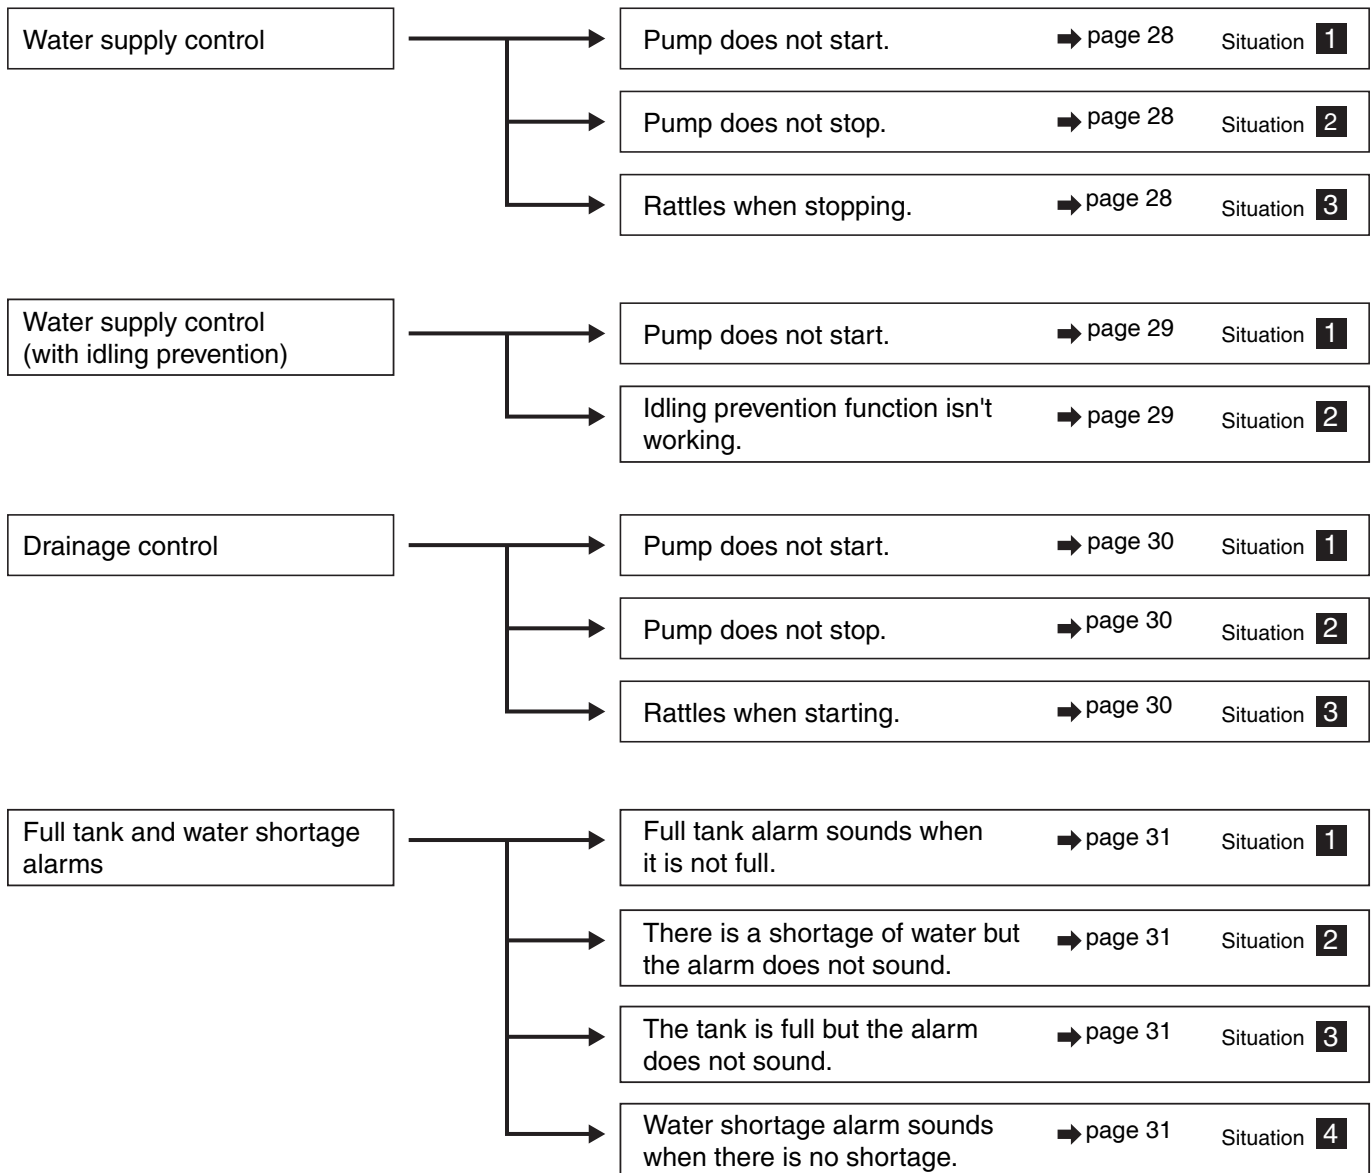 Water supply control
Pump does not start. ➡ page 28 Situation 1
Pump does not stop. ➡ page 28 Situation 2
Rattles when stopping. ➡ page 28 Situation 3
Water supply control
(with idling prevention)
Pump does not start. ➡ page 29 Situation 1
Idling prevention function isn't
working.
➡ page 29 Situation 2
Drainage control
Pump does not start. ➡ page 30 Situation 1
Pump does not stop. ➡ page 30 Situation 2
Rattles when starting. ➡ page 30 Situation 3
Full tank and water shortage
alarms
Full tank alarm sounds when
it is not full.
➡ page 31 Situation 1
There is a shortage of water but
the alarm does not sound.
➡ page 31 Situation 2
The tank is full but the alarm
does not sound.
➡ page 31 Situation 3
Water shortage alarm sounds
when there is no shortage.
➡ page 31 Situation 4